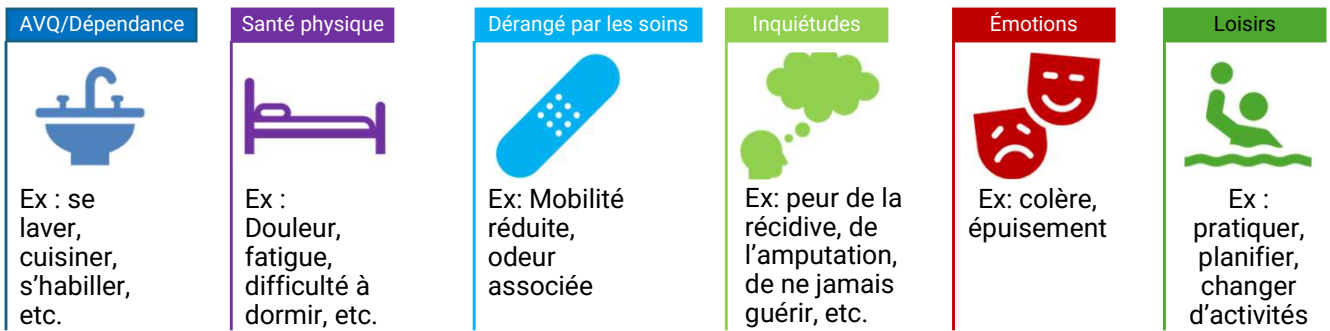 AVQ/Dépendance
Ex : se
laver,
cuisiner,
s’habiller,
etc.
Santé physique
Ex :
Douleur,
fatigue,
difficulté à
dormir, etc.
Dérangé par les soins
Ex: Mobilité
réduite,
odeur
associée
Inquiétudes
Ex: peur de la
récidive, de
l’amputation,
de ne jamais
guérir, etc.
Émotions
Ex: colère,
épuisement
Loisirs
Ex :
pratiquer,
planifier,
changer
d’activités